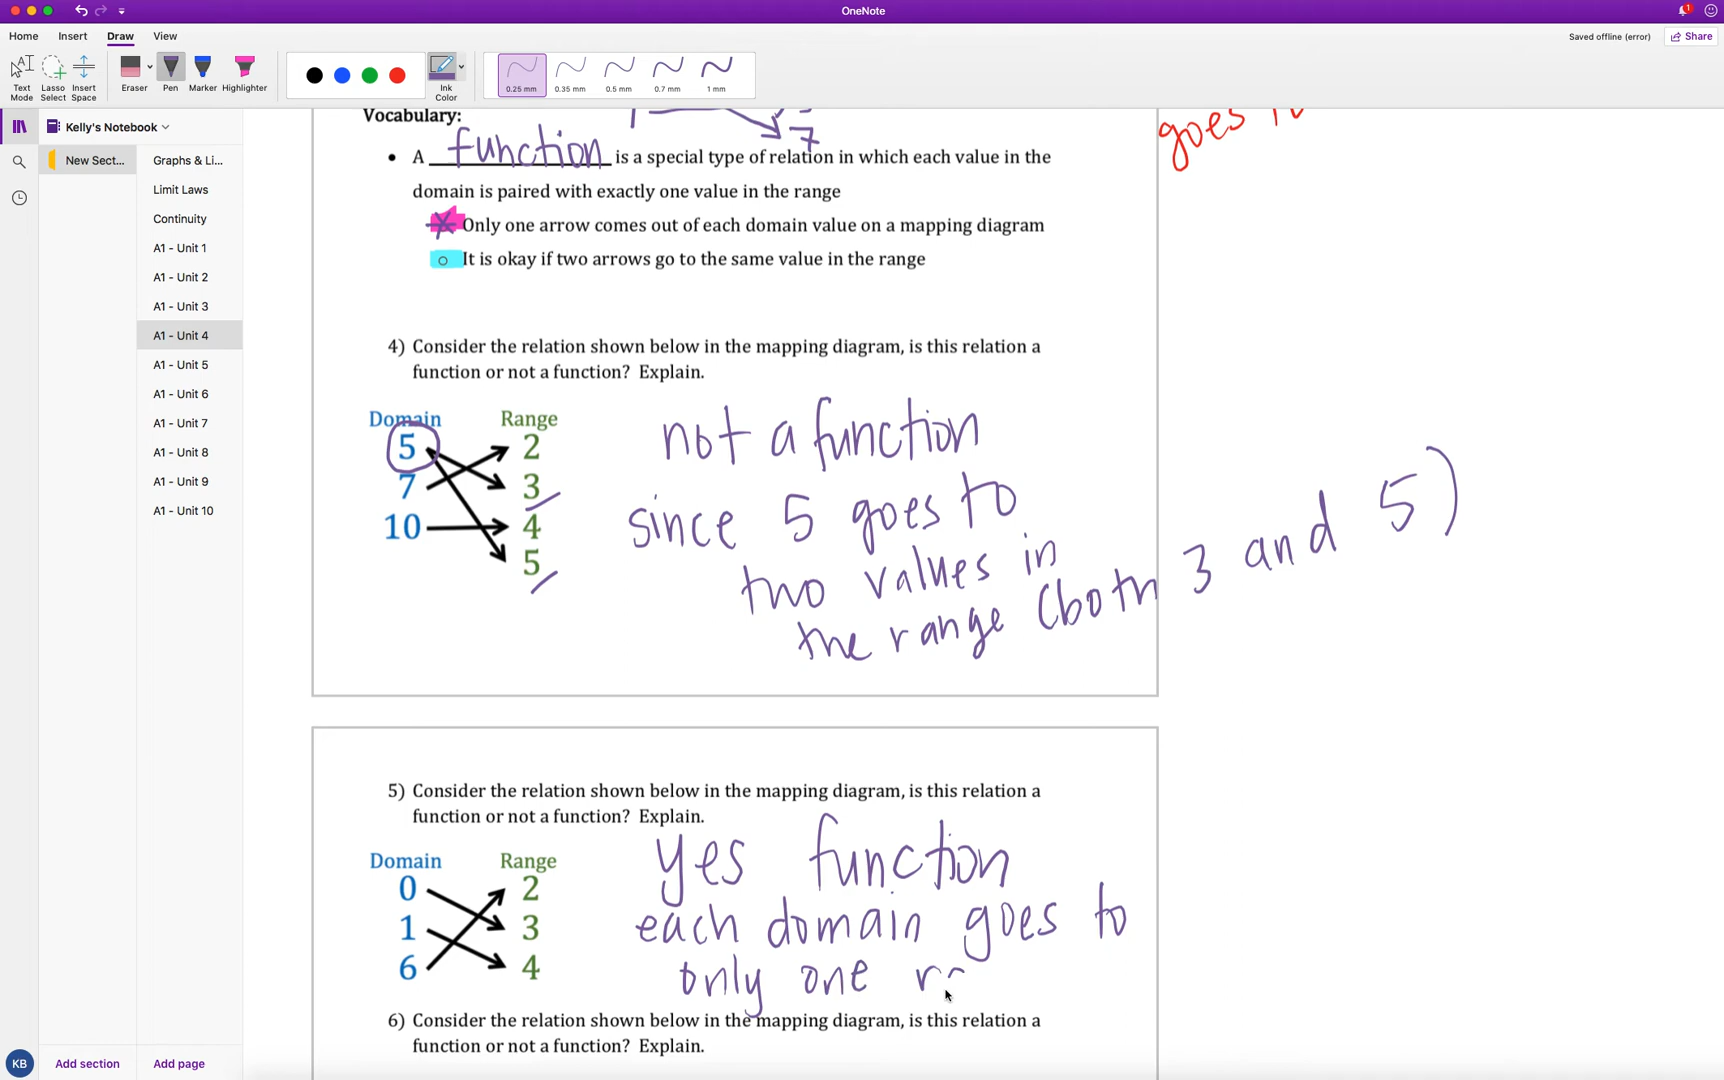 OneNote
1
Home Insert Draw View
Saved offline (error)
Share
Text Mode
Lasso Select
Insert Space
Eraser
Pen
Marker
Highlighter
Ink Color
0.25 mm
0.35 mm
0.5 mm
0.7 mm
1 mm
Kelly's Notebook
New Sect...
Graphs & Li...
Limit Laws
Continuity
A1 - Unit 1
A1 - Unit 2
A1 - Unit 3
A1 - Unit 4
A1 - Unit 5
A1 - Unit 6
A1 - Unit 7
A1 - Unit 8
A1 - Unit 9
A1 - Unit 10
KB
Add section
Add page
Vocabulary:
7
goes
• A function is a special type of relation in which each value in the
domain is paired with exactly one value in the range
Only one arrow comes out of each domain value on a mapping diagram
It is okay if two arrows go to the same value in the range
4) Consider the relation shown below in the mapping diagram, is this relation a
function or not a function? Explain.
Domain Range
5 2
7 3
10 4
5
not a function
since 5 goes to
two values in
the range (both 3 and 5)
5) Consider the relation shown below in the mapping diagram, is this relation a
function or not a function? Explain.
Domain Range
0 2
1 3
6 4
yes function
each domain goes to
only one
6) Consider the relation shown below in the mapping diagram, is this relation a
function or not a function? Explain.